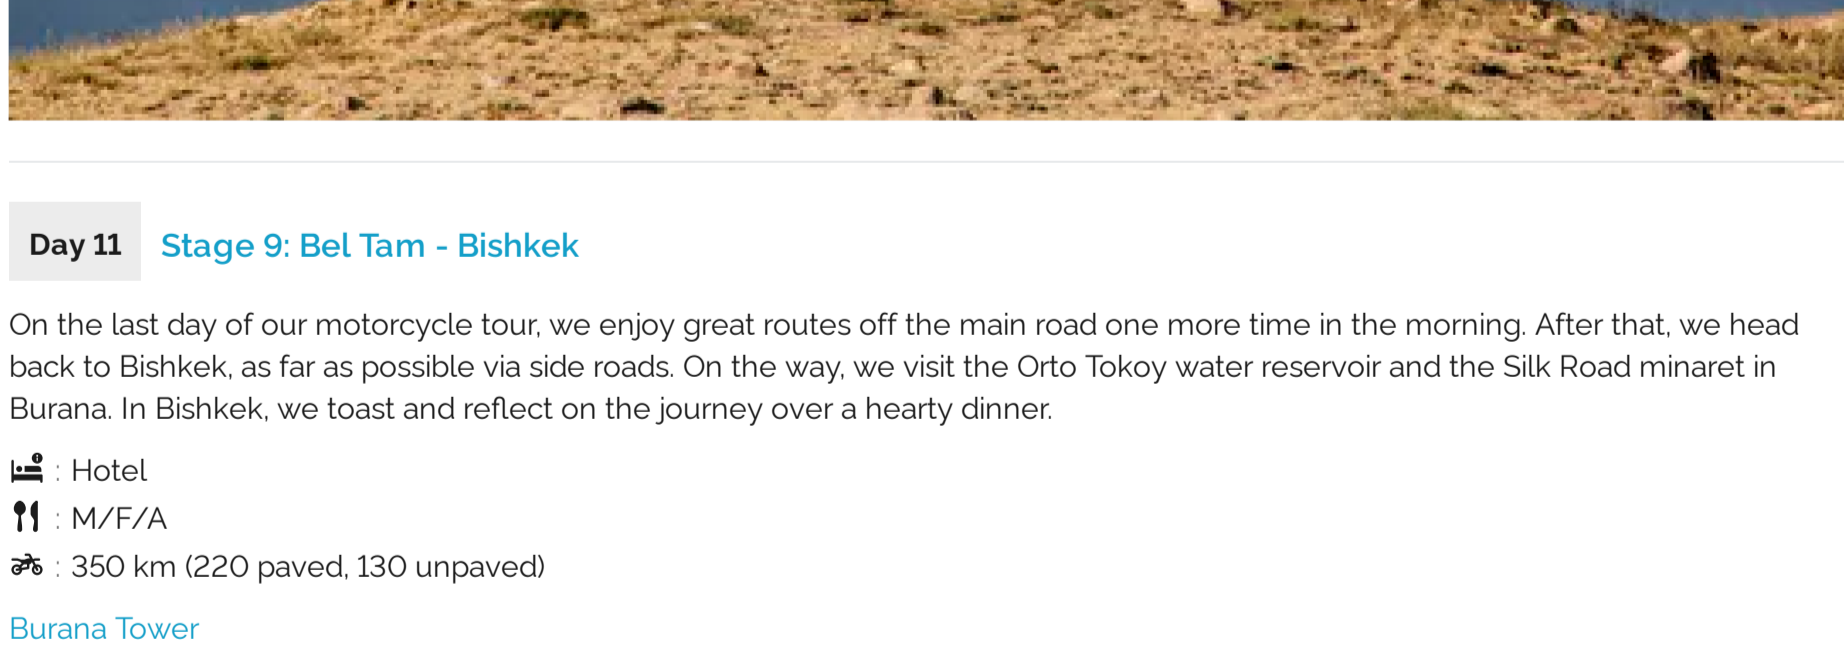 Day 11
Stage 9: Bel Tam - Bishkek
On the last day of our motorcycle tour, we enjoy great routes off the main road one more time in the morning. After that, we head
back to Bishkek, as far as possible via side roads. On the way, we visit the Orto Tokoy water reservoir and the Silk Road minaret in
Burana. In Bishkek, we toast and reflect on the journey over a hearty dinner.
: Hotel
: M/F/A
: 350 km (220 paved, 130 unpaved)
Burana Tower